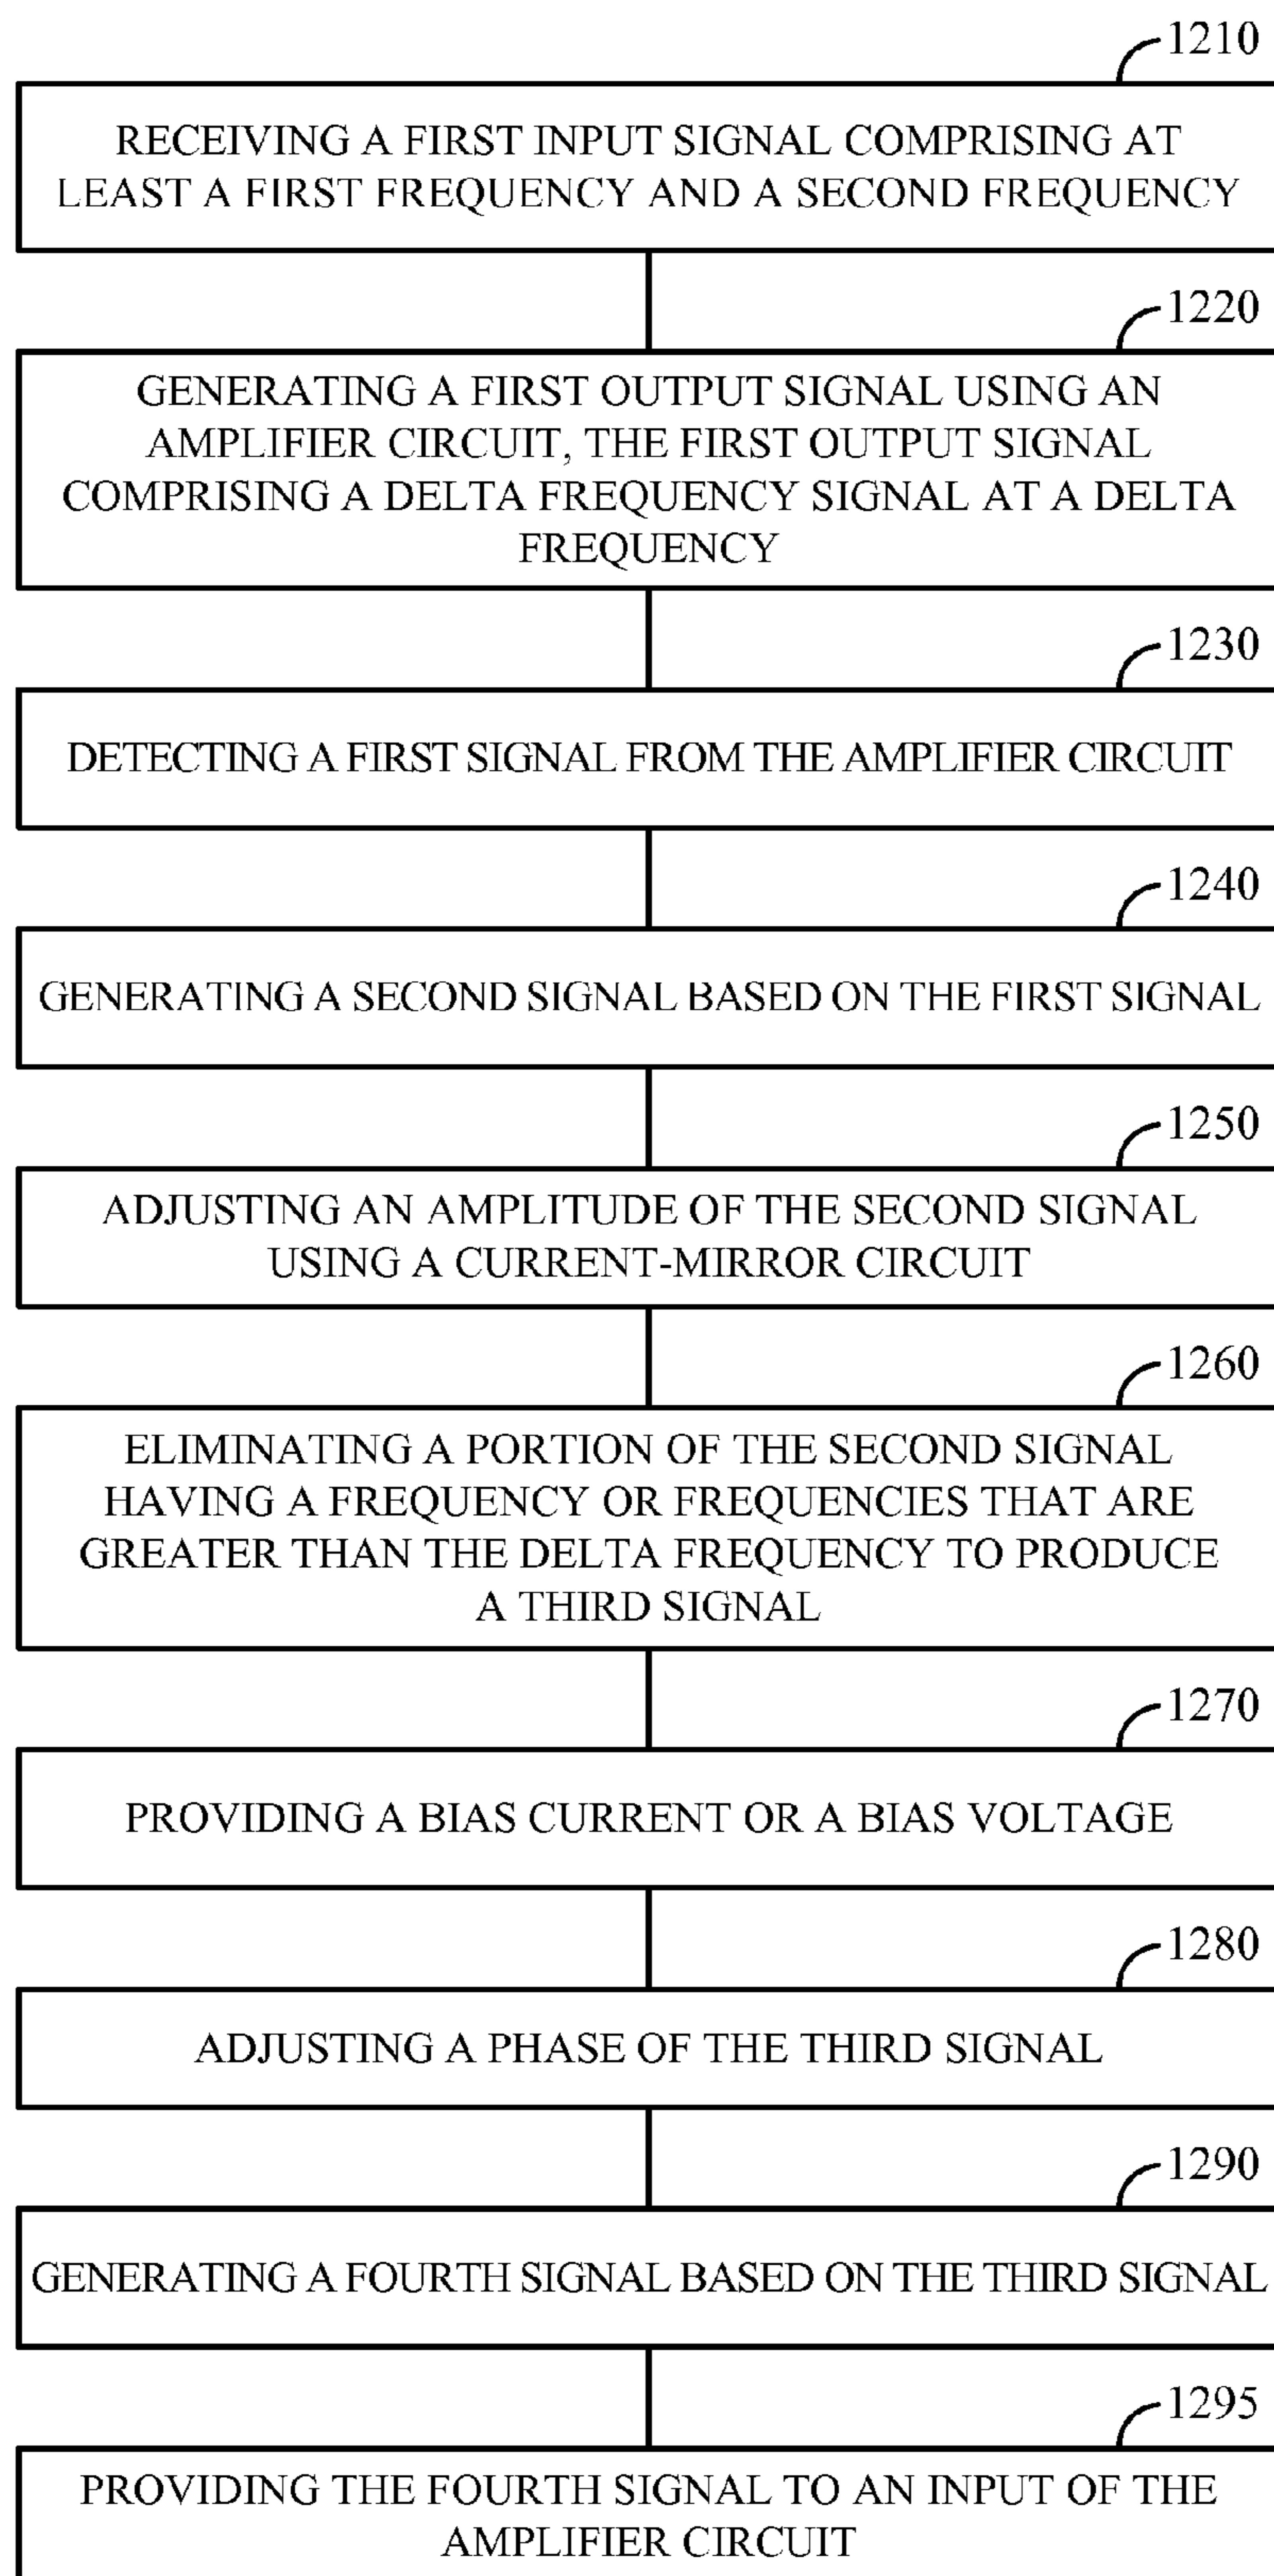 1210
RECEIVING A FIRST INPUT SIGNAL COMPRISING AT
LEAST A FIRST FREQUENCY AND A SECOND FREQUENCY
1220
GENERATING A FIRST OUTPUT SIGNAL USING AN
AMPLIFIER CIRCUIT, THE FIRST OUTPUT SIGNAL
COMPRISING A DELTA FREQUENCY SIGNAL AT A DELTA
FREQUENCY
1230
DETECTING A FIRST SIGNAL FROM THE AMPLIFIER CIRCUIT
1240
GENERATING A SECOND SIGNAL BASED ON THE FIRST SIGNAL
1250
ADJUSTING AN AMPLITUDE OF THE SECOND SIGNAL
USING A CURRENT-MIRROR CIRCUIT
1260
ELIMINATING A PORTION OF THE SECOND SIGNAL
HAVING A FREQUENCY OR FREQUENCIES THAT ARE
GREATER THAN THE DELTA FREQUENCY TO PRODUCE
A THIRD SIGNAL
1270
PROVIDING A BIAS CURRENT OR A BIAS VOLTAGE
1280
ADJUSTING A PHASE OF THE THIRD SIGNAL
1290
GENERATING A FOURTH SIGNAL BASED ON THE THIRD SIGNAL
1295
PROVIDING THE FOURTH SIGNAL TO AN INPUT OF THE
AMPLIFIER CIRCUIT